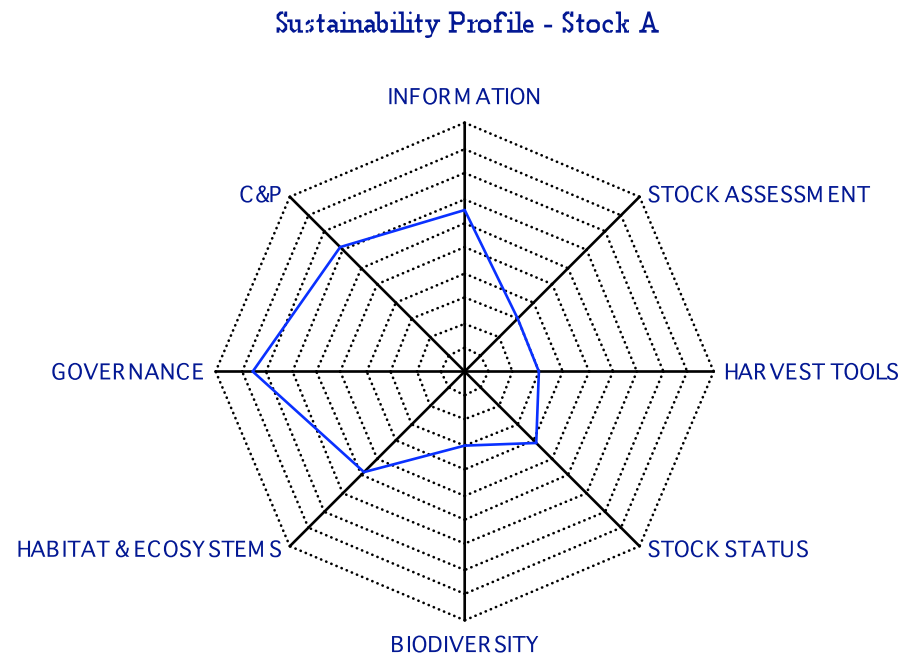 Sustainability Profile - Stock A
INFORMATION
C&P
STOCK ASSESSMENT
GOVERNANCE
HARVEST TOOLS
HABITAT & ECOSYSTEMS
STOCK STATUS
BIODIVERSITY